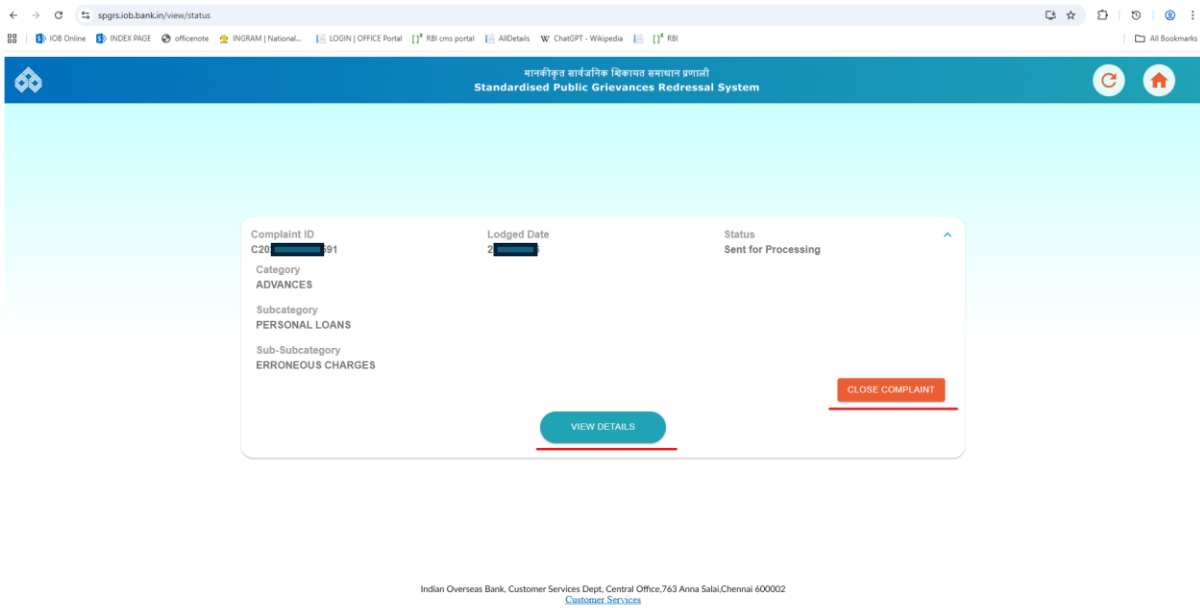 spgrs.iob.bank.in/view/status
IOB Online INDEX PAGE officenote INGRAM | National... LOGIN | OFFICE Portal RBI cms portal AllDetails W ChatGPT - Wikipedia RBI All Bookmarks
मानकीकृत सार्वजनिक शिकायत समाधान प्रणाली
Standardised Public Grievances Redressal System
Complaint ID Lodged Date Status
C20 591 2 Sent for Processing
Category
ADVANCES
Subcategory
PERSONAL LOANS
Sub-Subcategory
ERRONEOUS CHARGES
CLOSE COMPLAINT
VIEW DETAILS
Indian Overseas Bank, Customer Services Dept, Central Office,763 Anna Salai,Chennai 600002
Customer Services